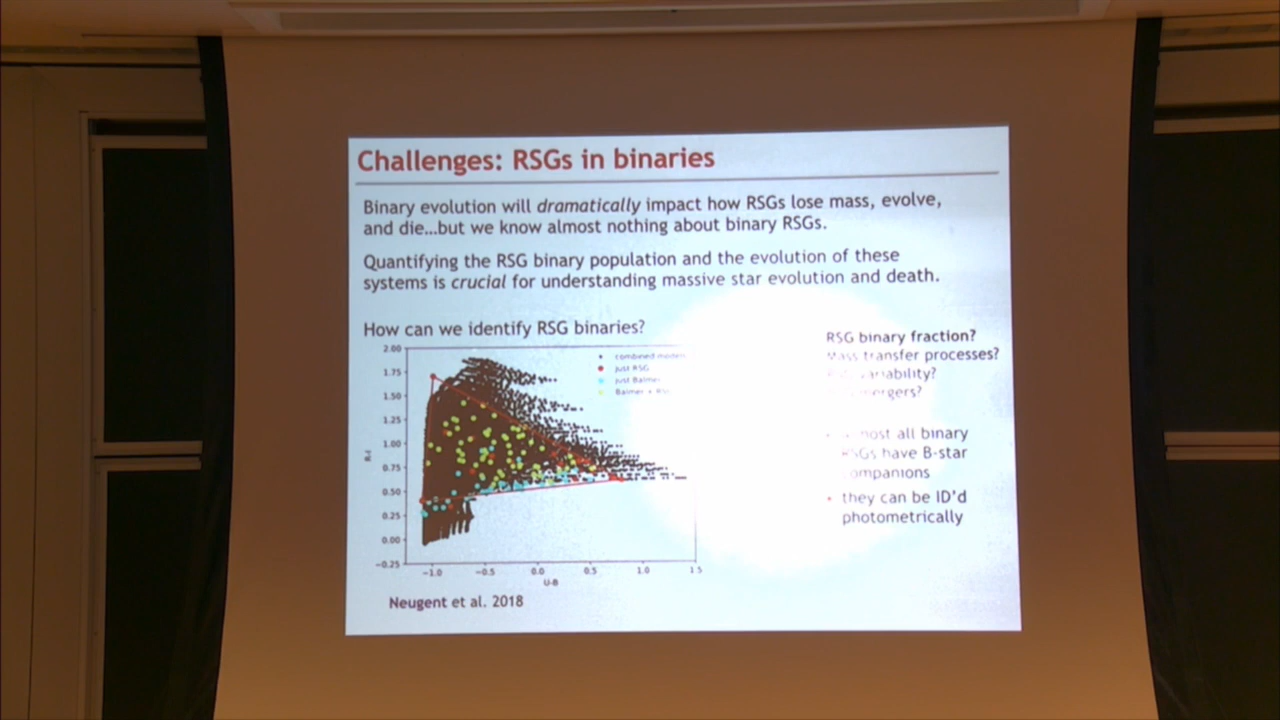 Challenges: RSGs in binaries
Binary evolution will dramatically impact how RSGs lose mass, evolve,
and die...but we know almost nothing about binary RSGs.
Quantifying the RSG binary population and the evolution of these
systems is crucial for understanding massive star evolution and death.
How can we identify RSG binaries?
2.00
1.75
1.50
1.25
1.00
0.75
0.50
0.25
0.00
-0.25
R-I
-1.0 -0.5 0.0 0.5 1.0 1.5
U-B
combined models
just RSG
just Balmer
Balmer + RSG
Neugent et al. 2018
RSG binary fraction?
Mass transfer processes?
variability?
mergers?
most all binary
RSGs have B-star
companions
• they can be ID'd
photometrically